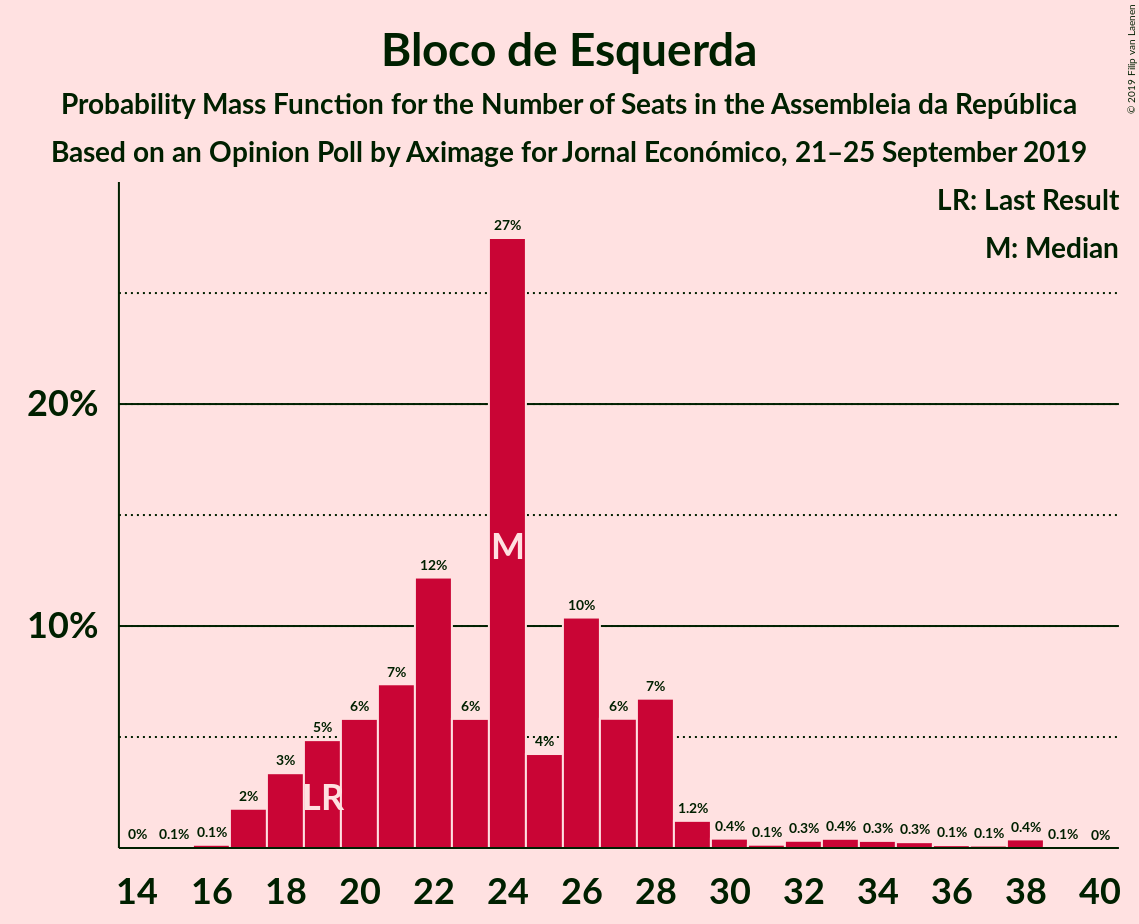 © 2019 Filip van Laenen
Bloco de Esquerda
Probability Mass Function for the Number of Seats in the Assembleia da República
Based on an Opinion Poll by Aximage for Jornal Económico, 21–25 September 2019
LR: Last Result
M: Median
20%
10%
0% 0.1% 0.1% 2% 3% 5% 6% 7% 12% 6% 27% 4% 10% 6% 7% 1.2% 0.4% 0.1% 0.3% 0.4% 0.3% 0.3% 0.1% 0.1% 0.4% 0.1% 0%
M
LR
14 16 18 20 22 24 26 28 30 32 34 36 38 40